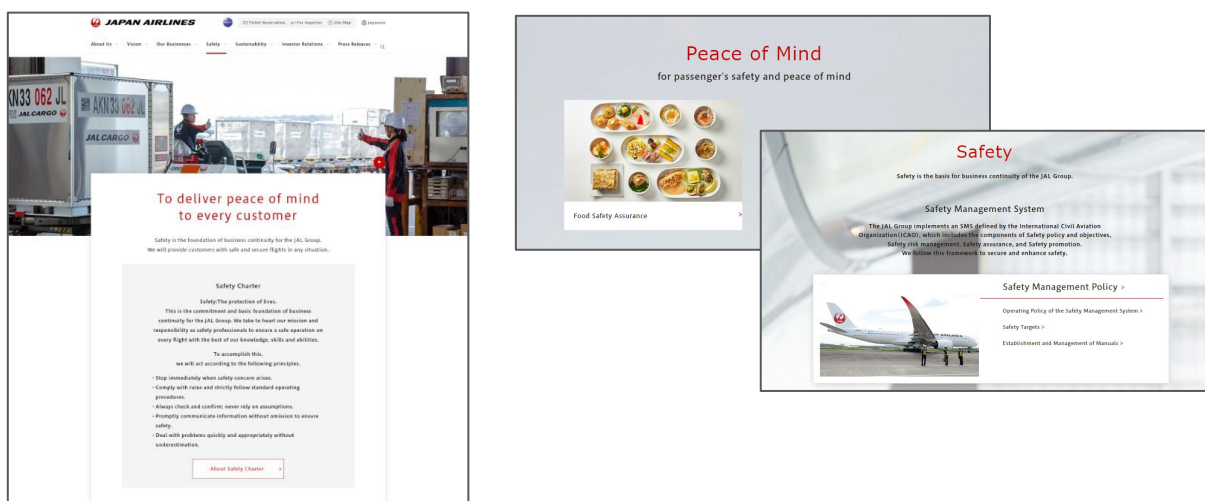 JAPAN AIRLINES
Ticket Reservation For Inquiries Site Map Japanese
About Us Vision Our Businesses Safety Sustainability Investor Relations Press Releases
KN33 062 JL
JAL CARGO
AKN33 062 JL
JAL CARGO
To deliver peace of mind
to every customer
Safety is the foundation of business continuity for the JAL Group.
We will provide customers with safe and secure flights in any situation.
Safety Charter
Safety:The protection of lives.
This is the commitment and basic foundation of business
continuity for the JAL Group. We take to heart our mission and
responsibility as safety professionals to ensure a safe operation on
every flight with the best of our knowledge, skills and abilities.
To accomplish this,
we will act according to the following principles.
- Stop immediately when safety concern arises.
- Comply with rules and strictly follow standard operating
procedures.
- Always check and confirm; never rely on assumptions.
- Promptly communicate information without omission to ensure
safety.
- Deal with problems quickly and appropriately without
underestimation.
About Safety Charter >
Peace of Mind
for passenger's safety and peace of mind
Food Safety Assurance >
Safety
Safety is the basis for business continuity of the JAL Group.
Safety Management System
The JAL Group implements an SMS defined by the International Civil Aviation
Organization(ICAO), which includes the components of Safety policy and objectives,
Safety risk management, Safety assurance, and Safety promotion.
We follow this framework to secure and enhance safety.
Safety Management Policy >
Operating Policy of the Safety Management System >
Safety Targets >
Establishment and Management of Manuals >